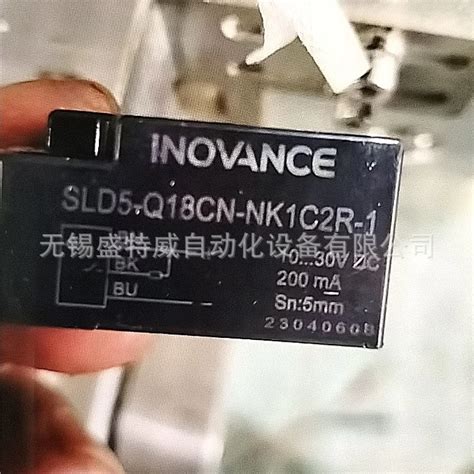 INOVANCE
SLD5-Q18CN-NK1C2R-1
无锡盛特威自动化设备有限公司
BK
BU
10...30V DC
200 mA
Sn:5mm
23040608